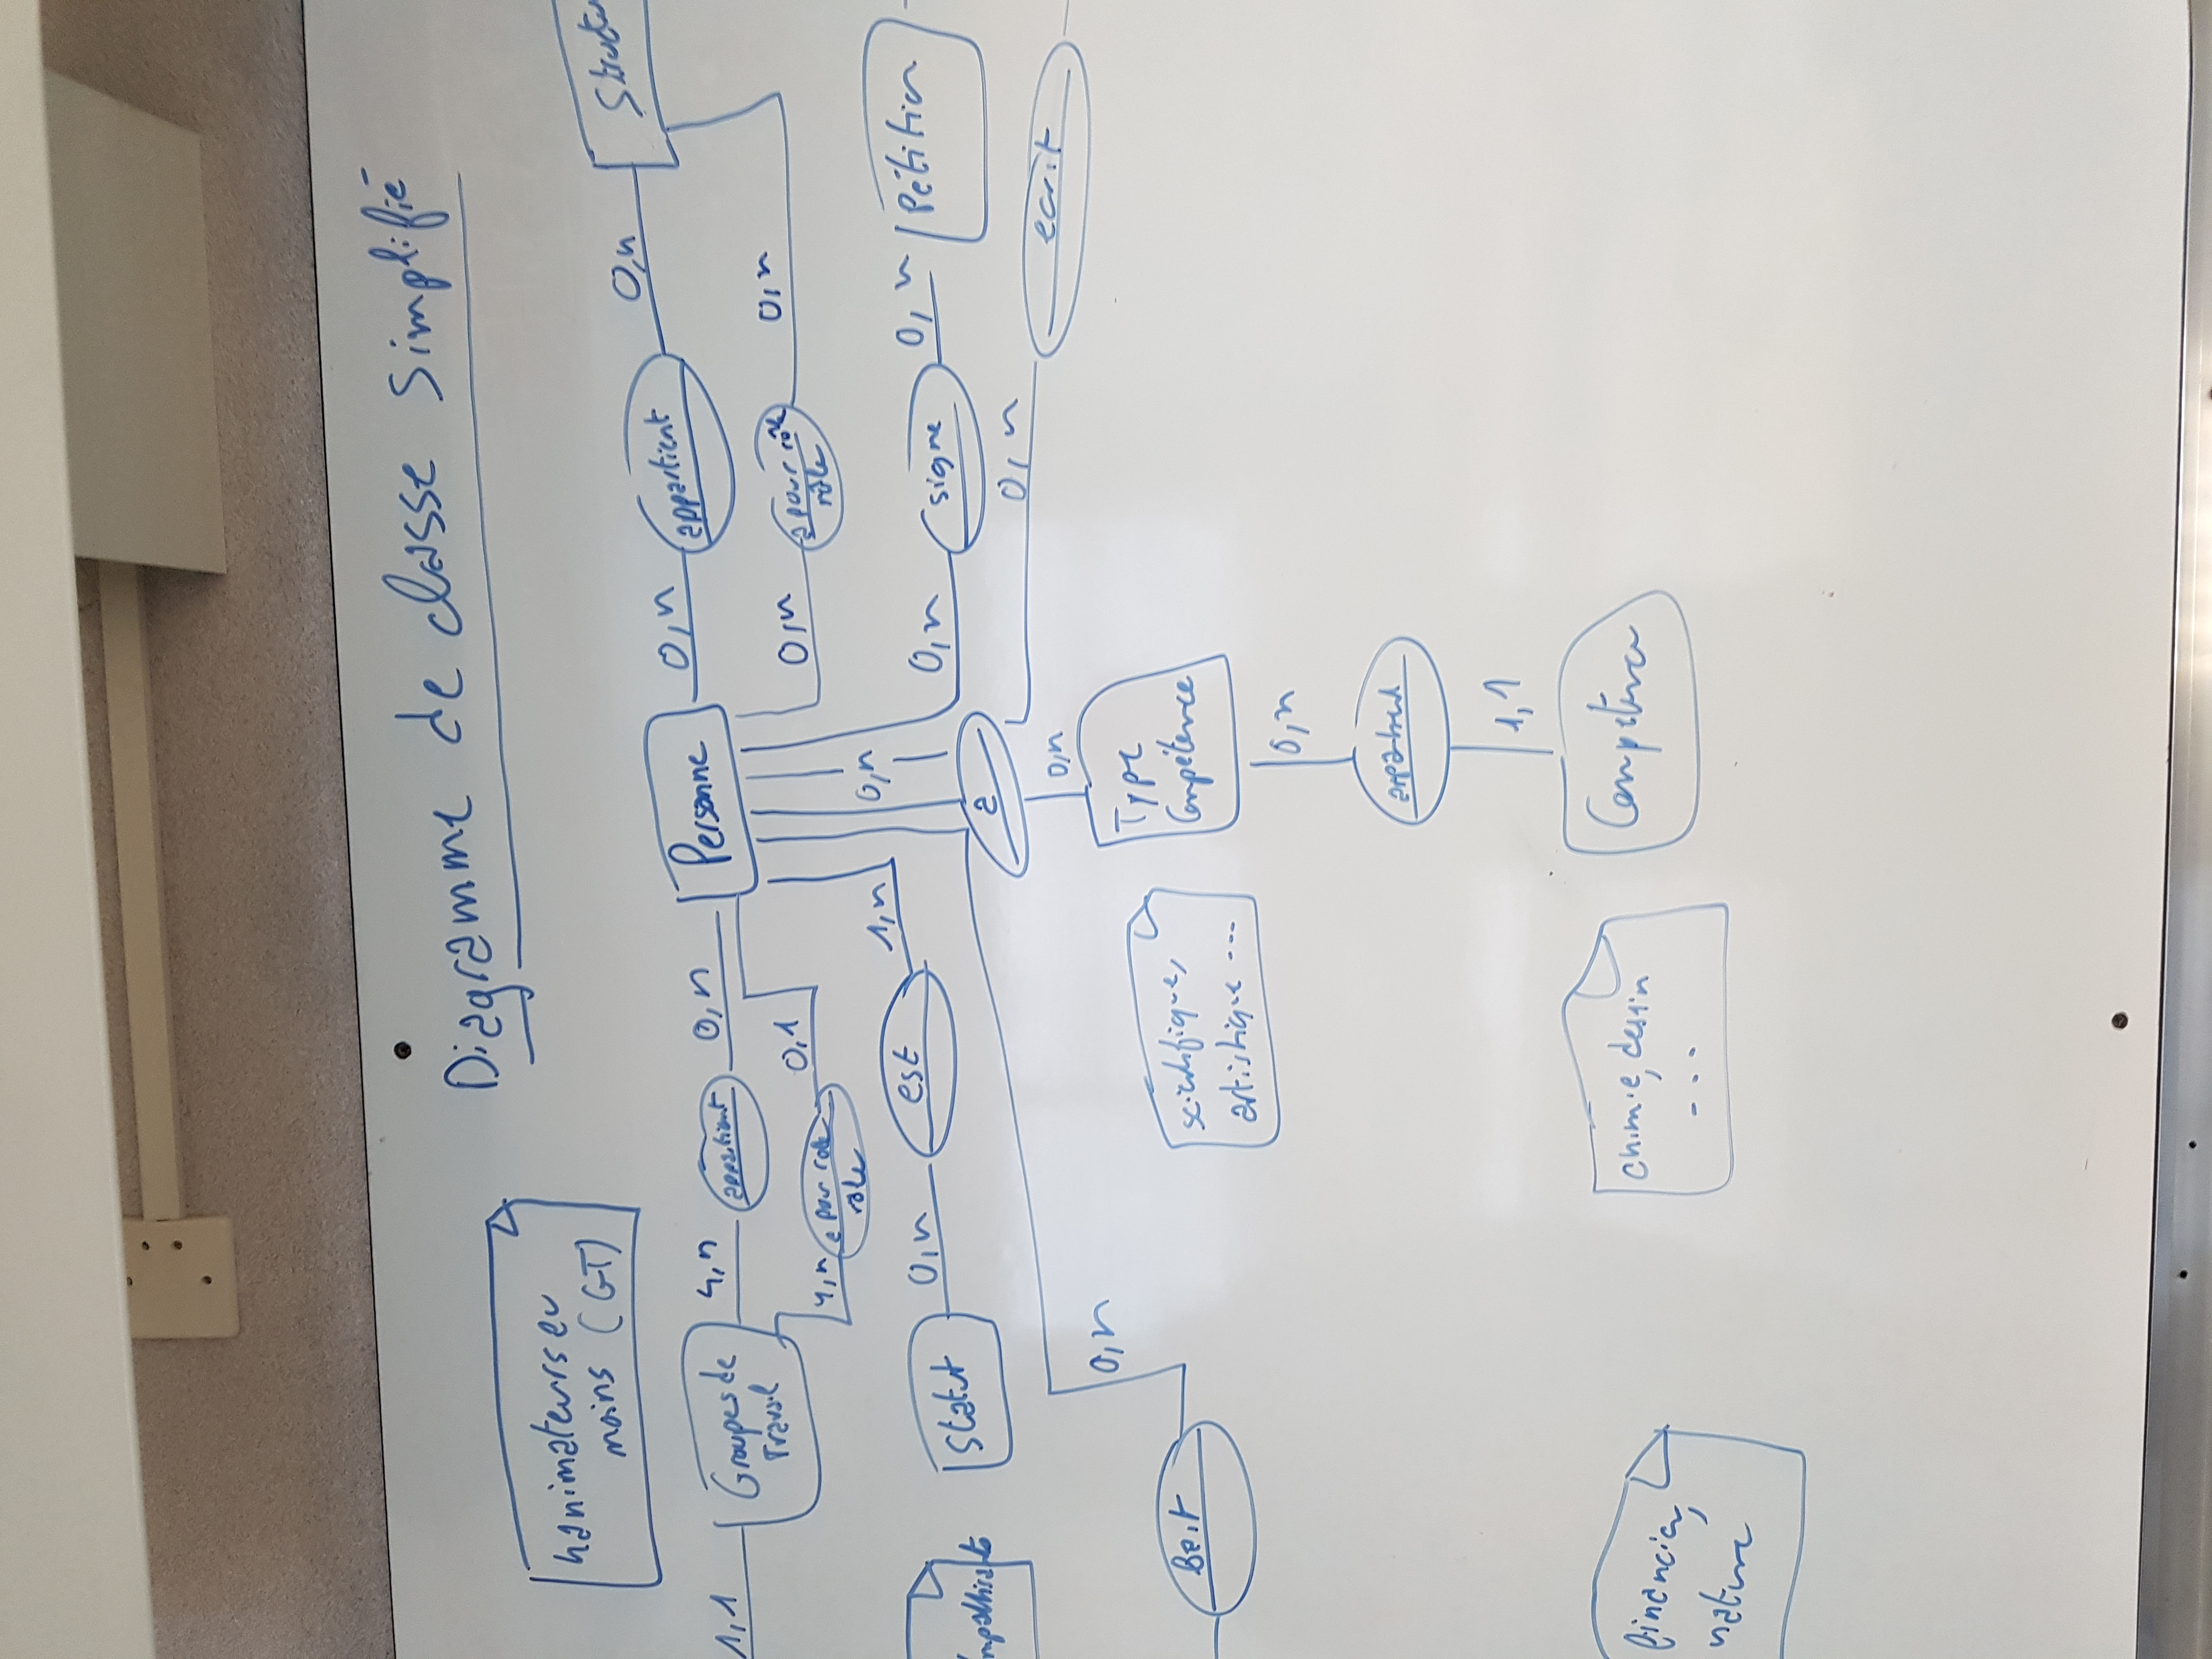 Diagramme de classe simplifié
4animateurs au
moins (GT)
1,1
Groupes de
Travail
4,n
appartient
0,n
Personne
0,n
appartient
0,n
Structu
4,n
a pour role
rôle
0,1
0,n
a pour rôle
rôle
0,n
Statut
0,n
est
1,n
0,n
0,n
signe
0,n
Pétition
mpathisants
a
0,n
ecrit
0,n
0,n
Type
Compétence
scientifique,
artistique ...
0,n
appartient
1,1
Compétence
chimie, dessin
...
financier,
nature